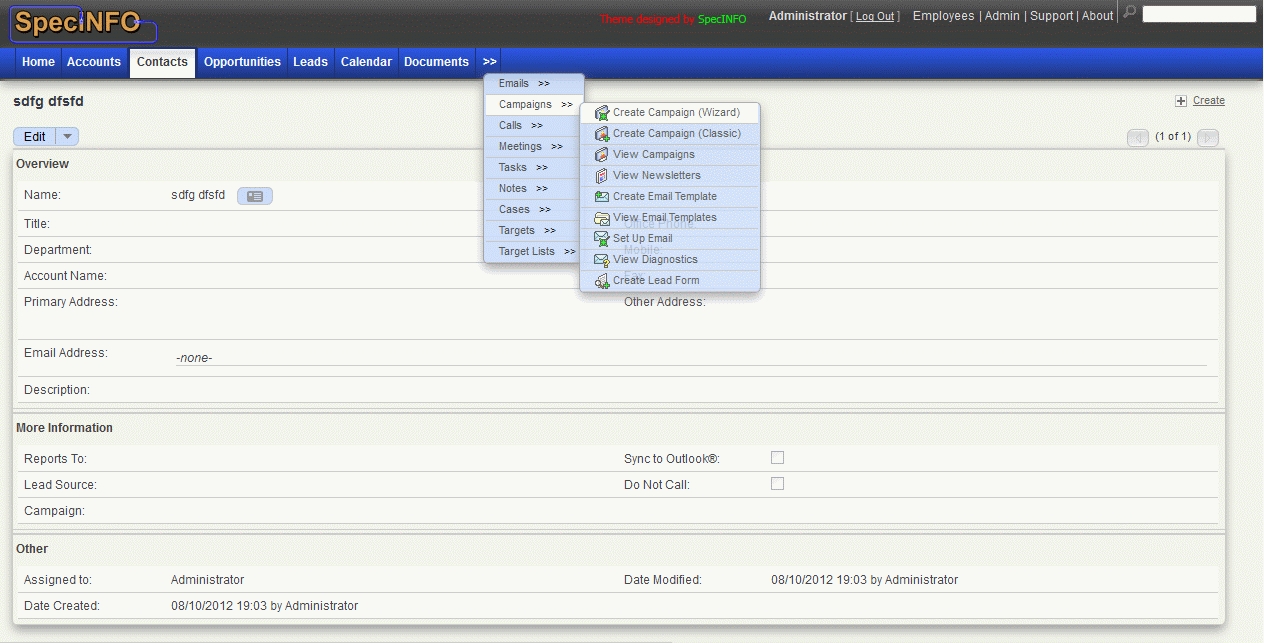 SpeciNFO
Theme designed by SpecINFO
Administrator [ Log Out ] Employees | Admin | Support | About
Home Accounts Contacts Opportunities Leads Calendar Documents >>
sdfg dfsfd
Create
Edit
(1 of 1)
Emails >>
Campaigns >>
Calls >>
Meetings >>
Tasks >>
Notes >>
Cases >>
Targets >>
Target Lists >>
Create Campaign (Wizard)
Create Campaign (Classic)
View Campaigns
View Newsletters
Create Email Template
View Email Templates
Set Up Email
View Diagnostics
Create Lead Form
Overview
Name: sdfg dfsfd
Title: Office Phone:
Department: Mobile:
Account Name: Fax:
Primary Address: Other Address:
Email Address: -none-
Description:
More Information
Reports To: Sync to Outlook®:
Lead Source: Do Not Call:
Campaign:
Other
Assigned to: Administrator Date Modified: 08/10/2012 19:03 by Administrator
Date Created: 08/10/2012 19:03 by Administrator